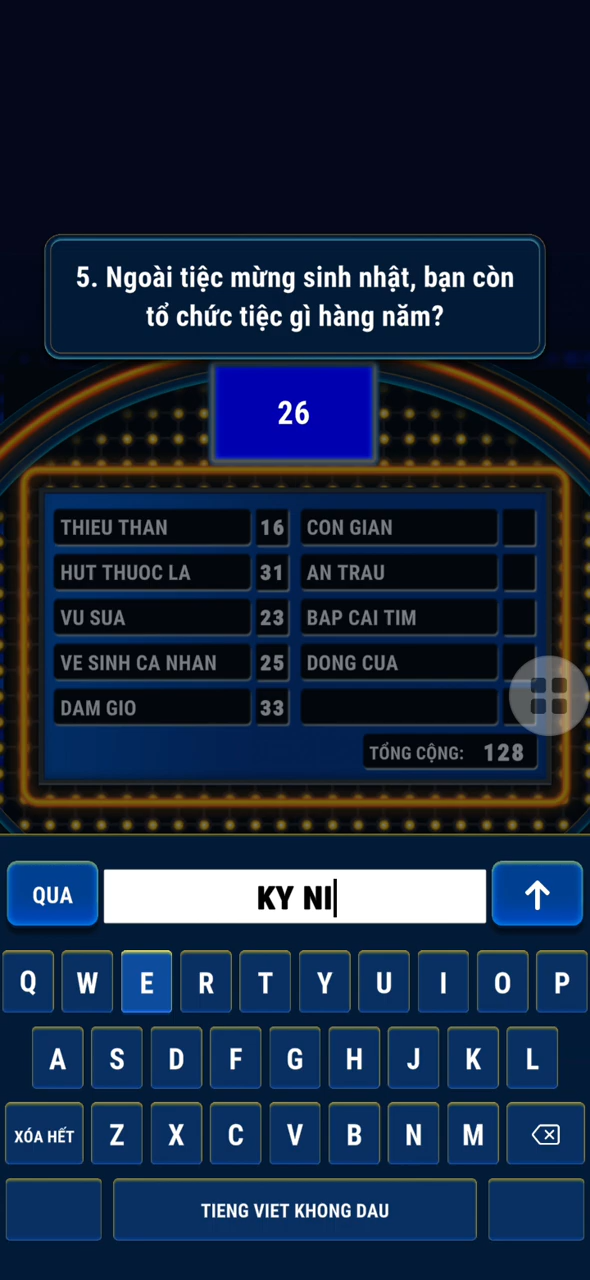 5. Ngoài tiệc mừng sinh nhật, bạn còn
tổ chức tiệc gì hàng năm?
26
THIEU THAN 16 CON GIAN
HUT THUOC LA 31 AN TRAU
VU SUA 23 BAP CAI TIM
VE SINH CA NHAN 25 DONG CUA
DAM GIO 33
TỔNG CỘNG: 128
QUA KY NI
Q W E R T Y U I O P
A S D F G H J K L
XÓA HẾT Z X C V B N M
TIENG VIET KHONG DAU